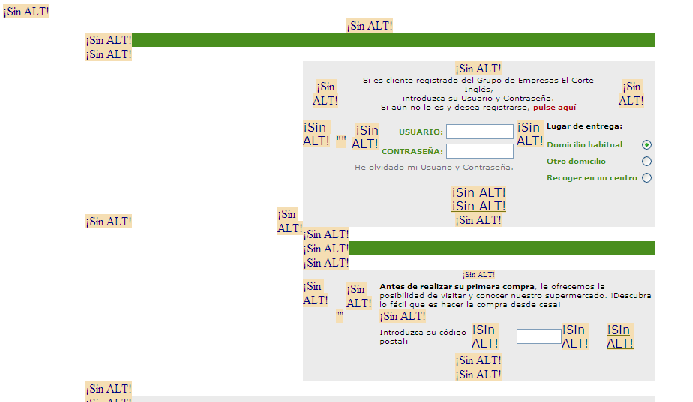 ¡Sin ALT!
¡Sin ALT!
¡Sin ALT!
¡Sin ALT!
¡Sin ALT!
Si es cliente registrado del Grupo de Empresas El Corte
¡Sin ALT!
Inglés,
¡Sin ALT!
introduzca su Usuario y Contraseña.
Si aún no lo es y desea registrarse, pulse aquí
¡Sin ALT!
""
¡Sin ALT!
USUARIO:
¡Sin ALT!
Lugar de entrega:
Domicilio habitual
CONTRASEÑA:
Otro domicilio
He olvidado mi Usuario y Contraseña.
Recoger en un centro
¡Sin ALT!
¡Sin ALT!
¡Sin ALT!
¡Sin ALT!
¡Sin ALT!
¡Sin ALT!
¡Sin ALT!
¡Sin ALT!
¡Sin ALT!
¡Sin ALT!
¡Sin ALT!
Antes de realizar su primera compra, le ofrecemos la
posibilidad de visitar y conocer nuestro supermercado. ¡Descubra
lo fácil que es hacer la compra desde casa!
""
¡Sin ALT!
Introduzca su código
postal:
¡Sin ALT!
¡Sin ALT!
¡Sin ALT!
¡Sin ALT!
¡Sin ALT!
¡Sin ALT!